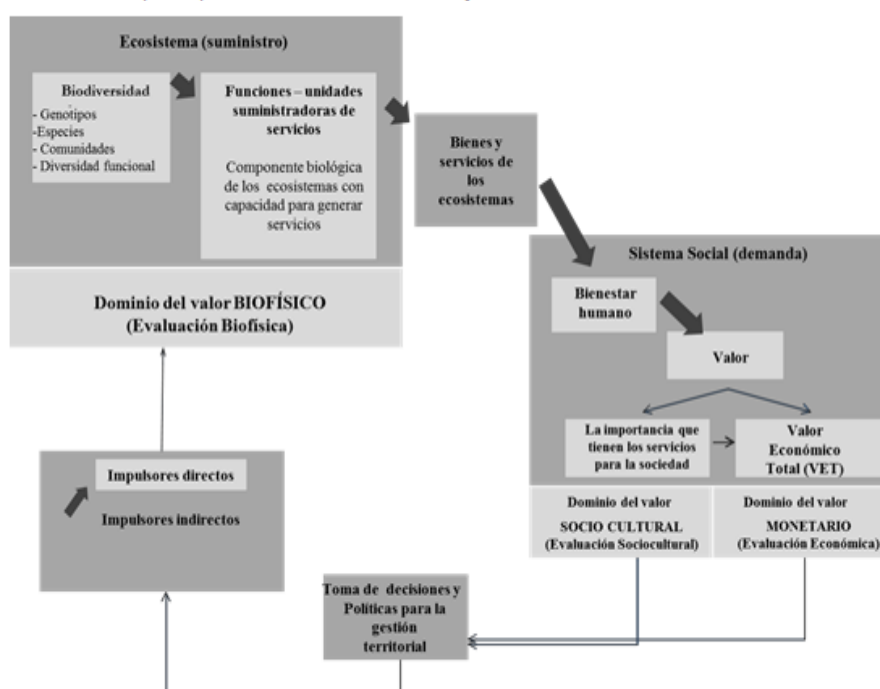 Ecosistema (suministro)
Biodiversidad
- Genótipos
-Especies
- Comunidades
- Diversidad funcional
Funciones – unidades
suministradoras de
servicios
Componente biológica
de los ecosistemas con
capacidad para generar
servicios
Bienes y
servicios de
los
ecosistemas
Dominio del valor BIOFÍSICO
(Evaluación Biofísica)
Sistema Social (demanda)
Bienestar
humano
Valor
La importancia que
tienen los servicios
para la sociedad
Valor
Económico
Total (VET)
Dominio del valor
SOCIO CULTURAL
(Evaluación Sociocultural)
Dominio del valor
MONETARIO
(Evaluación Económica)
Impulsores directos
Impulsores indirectos
Toma de decisiones y
Políticas para la
gestión
territorial